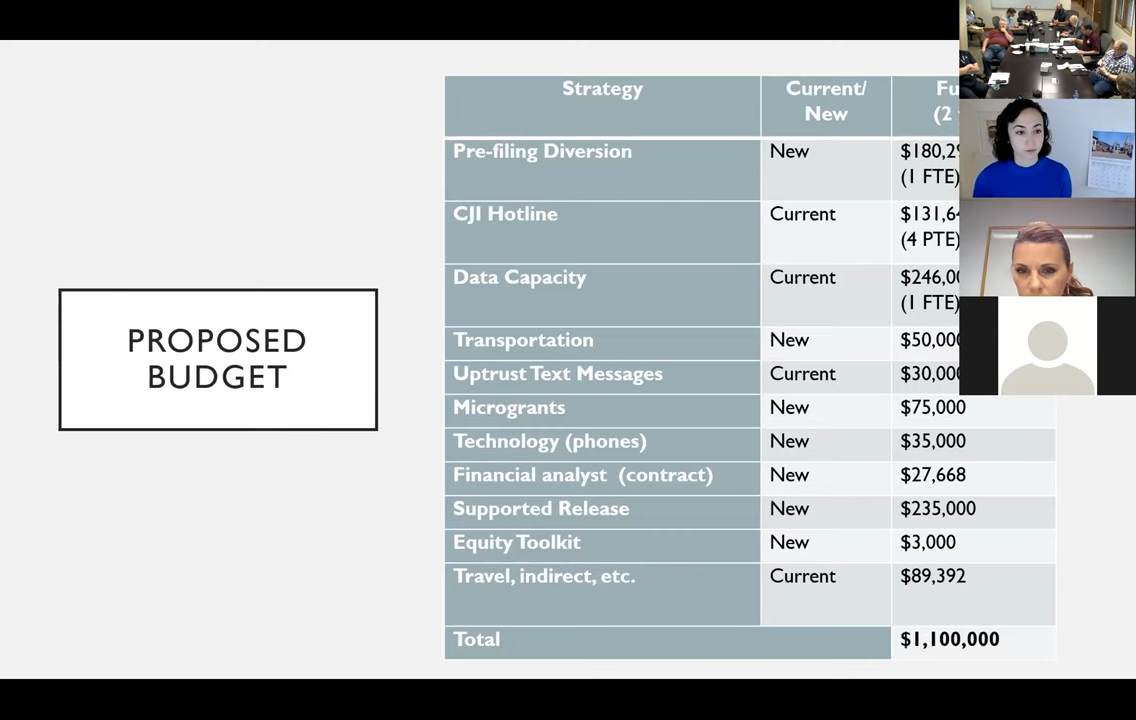 PROPOSED
BUDGET
Strategy
Current/
New
(2
Pre-filing Diversion
New
(1 FTE)
CJI Hotline
Current
(4 PTE)
Data Capacity
Current
(1 FTE)
Transportation
New
Uptrust Text Messages
Current
Microgrants
New
$75,000
Technology (phones)
New
$35,000
Financial analyst (contract)
New
$27,668
Supported Release
New
$235,000
Equity Toolkit
New
$3,000
Travel, indirect, etc.
Current
$89,392
Total
$1,100,000